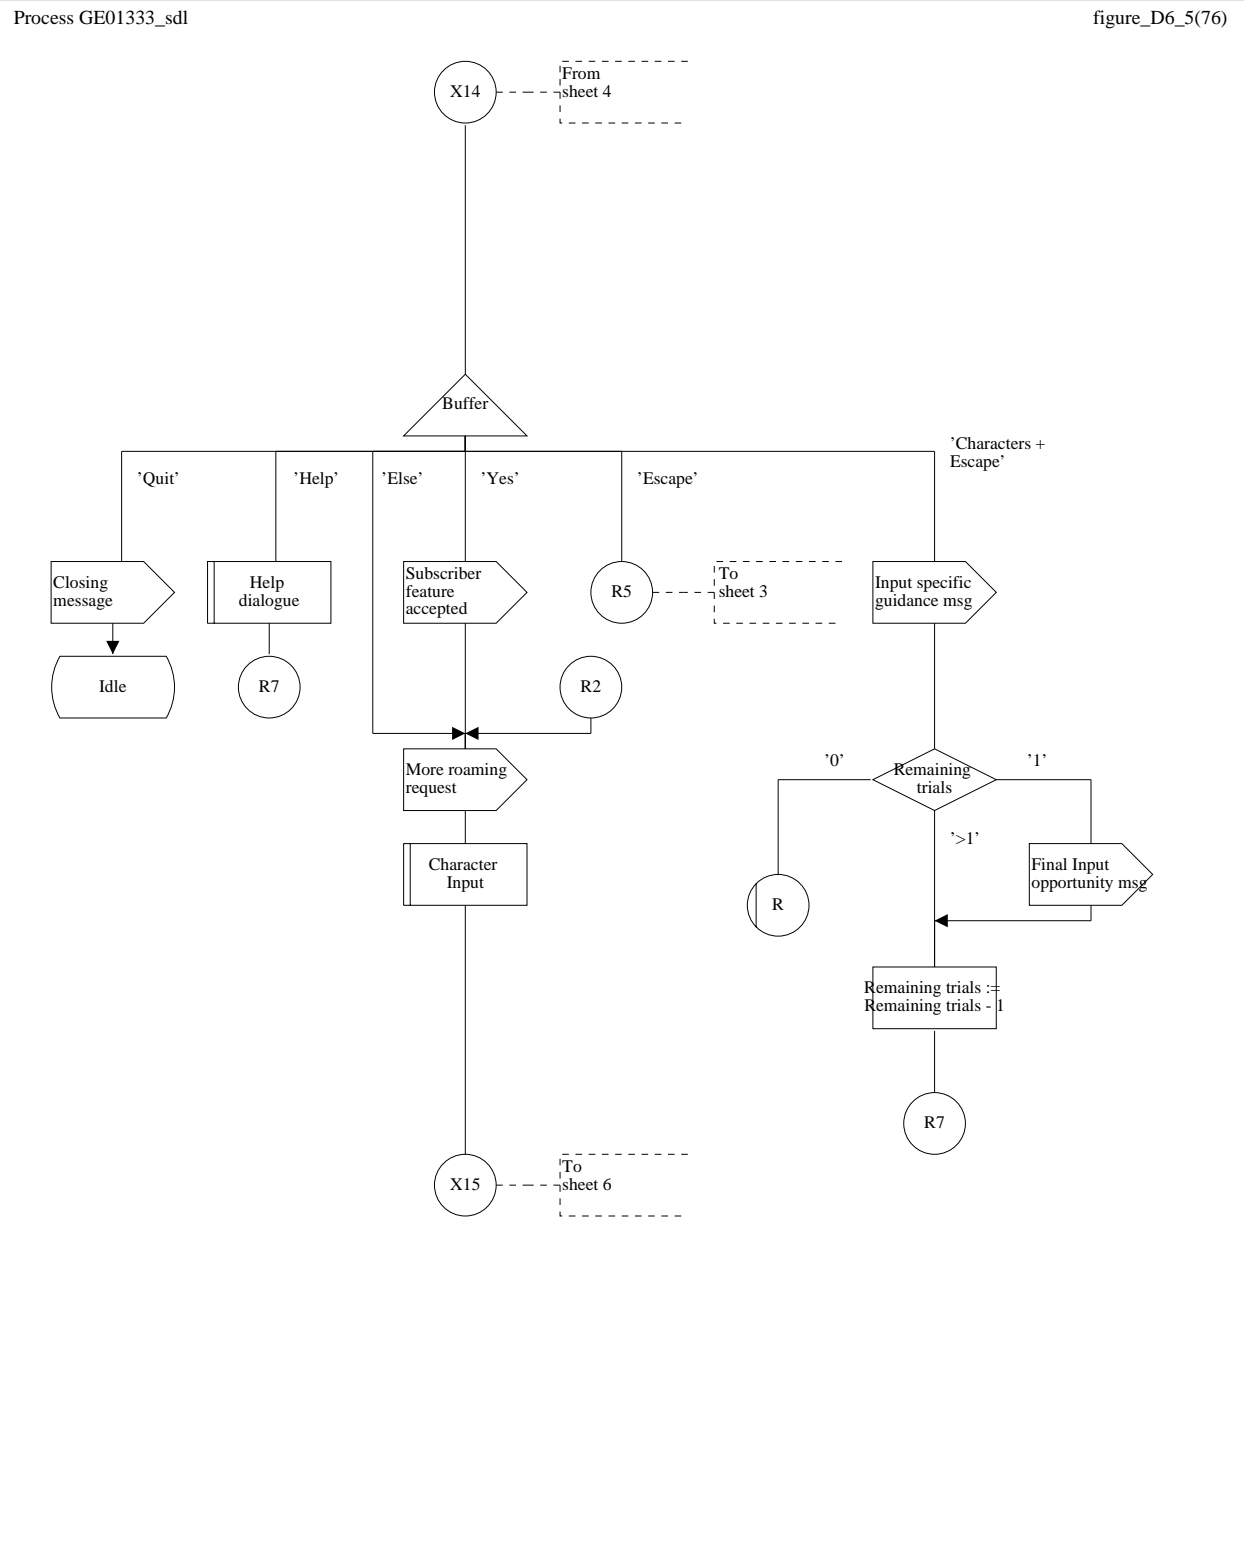 Process GE01333_sdl
figure_D6_5(76)
X14
From
sheet 4
Buffer
’Characters +
Escape’
’Quit’
’Help’
’Else’
’Yes’
’Escape’
Closing
message
Help
dialogue
Subscriber
feature
accepted
R5
To
sheet 3
Input specific
guidance msg
Idle
R7
R2
More roaming
request
’0’
Remaining
trials
’1’
’>1’
Character
Input
Final Input
opportunity msg
R
Remaining trials :=
Remaining trials - 1
R7
X15
To
sheet 6